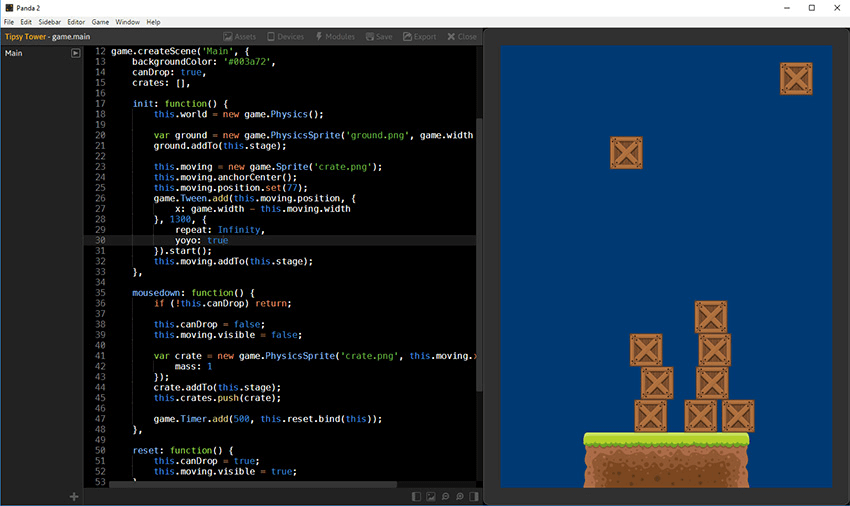 Panda 2
File Edit Sidebar Editor Game Window Help
Tipsy Tower - game.main Assets Devices Modules Save Export Close
Main
12 game.createScene('Main', {
13 backgroundColor: '#003a72',
14 canDrop: true,
15 crates: [],
16
17 init: function() {
18 this.world = new game.Physics();
19
20 var ground = new game.PhysicsSprite('ground.png', game.width
21 ground.addTo(this.stage);
22
23 this.moving = new game.Sprite('crate.png');
24 this.moving.anchorCenter();
25 this.moving.position.set(77);
26 game.Tween.add(this.moving.position, {
27 x: game.width - this.moving.width
28 }, 1300, {
29 repeat: Infinity,
30 yoyo: true
31 }).start();
32 this.moving.addTo(this.stage);
33 },
34
35 mousedown: function() {
36 if (!this.canDrop) return;
37
38 this.canDrop = false;
39 this.moving.visible = false;
40
41 var crate = new game.PhysicsSprite('crate.png', this.moving.x
42 mass: 1
43 });
44 crate.addTo(this.stage);
45 this.crates.push(crate);
46
47 game.Timer.add(500, this.reset.bind(this));
48 },
49
50 reset: function() {
51 this.canDrop = true;
52 this.moving.visible = true;
53